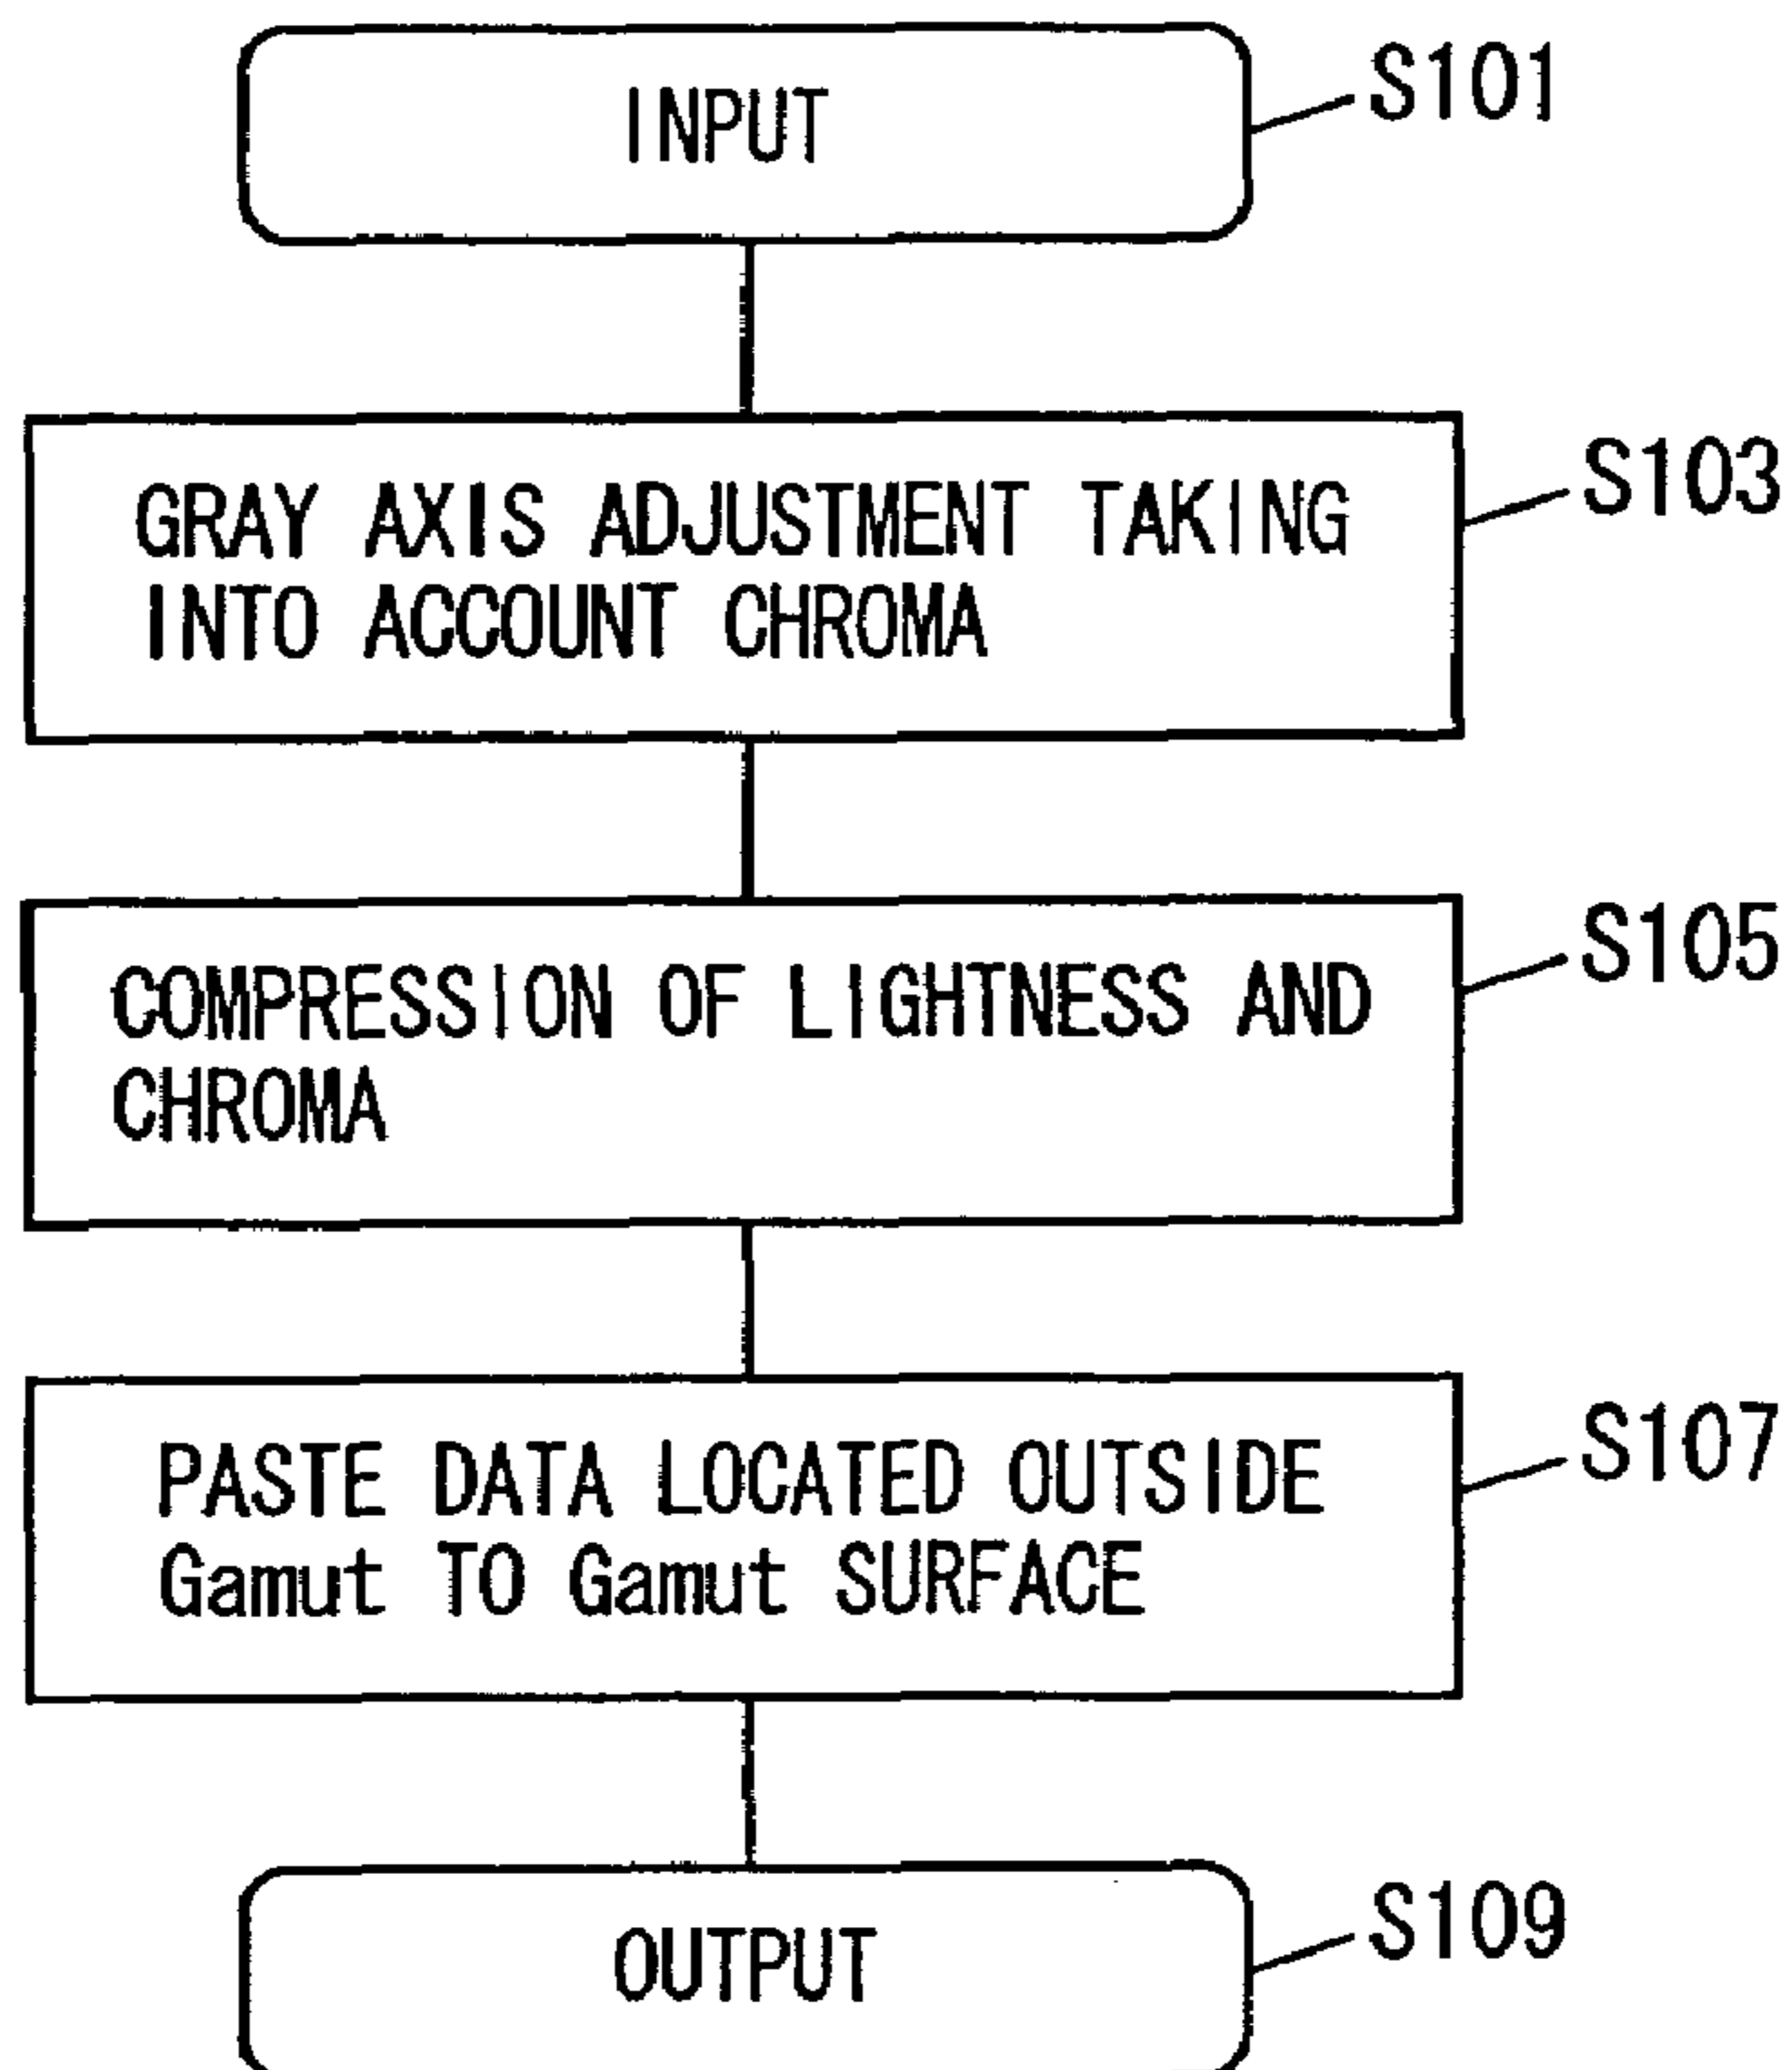 INPUT
S101
GRAY AXIS ADJUSTMENT TAKING
INTO ACCOUNT CHROMA
S103
COMPRESSION OF LIGHTNESS AND
CHROMA
S105
PASTE DATA LOCATED OUTSIDE
Gamut TO Gamut SURFACE
S107
OUTPUT
S109